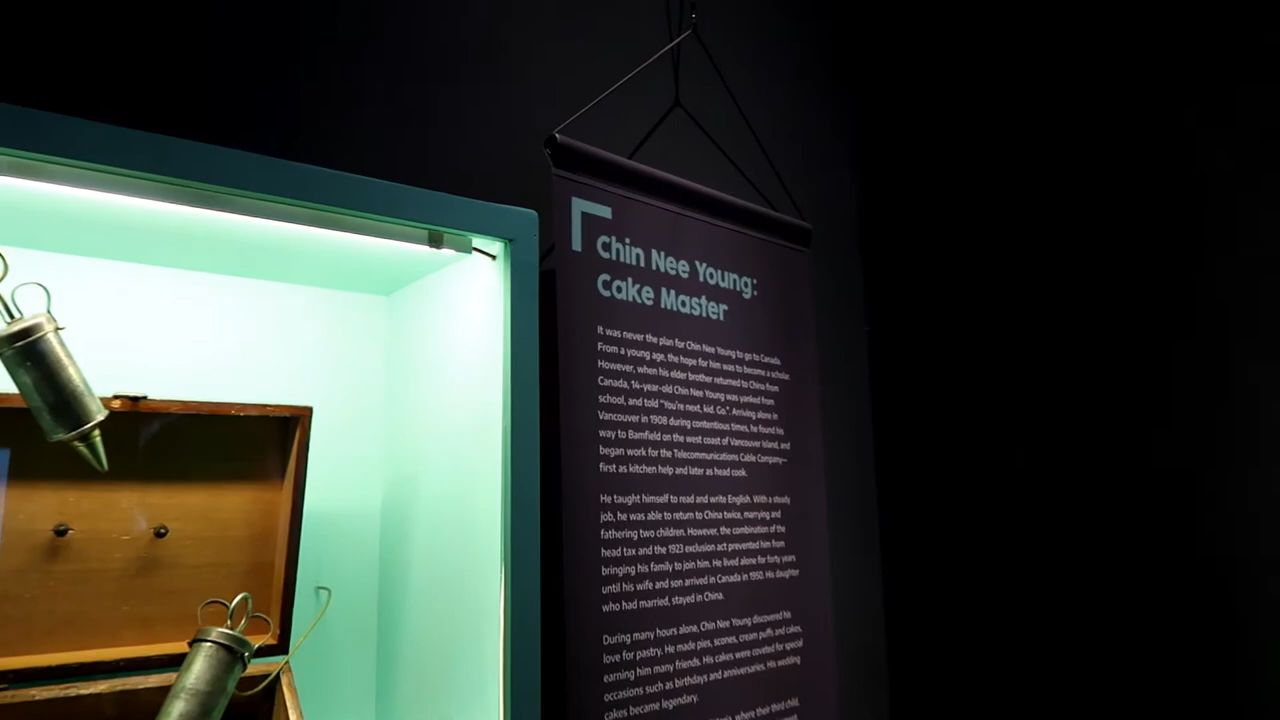 Chin Nee Young:
Cake Master
It was never the plan for Chin Nee Young to go to Canada.
From a young age, the hope for him was to become a scholar.
However, when his elder brother returned to China from
Canada, 14-year-old Chin Nee Young was yanked from
school, and told "You're next, kid. Go.". Arriving alone in
Vancouver in 1908 during contentious times, he found his
way to Bamfield on the west coast of Vancouver Island, and
began work for the Telecommunications Cable Company—
first as kitchen help and later as head cook.
He taught himself to read and write English. With a steady
job, he was able to return to China twice, marrying and
fathering two children. However, the combination of the
head tax and the 1923 exclusion act prevented him from
bringing his family to join him. He lived alone for forty years
until his wife and son arrived in Canada in 1950. His daughter
who had married, stayed in China.
During many hours alone, Chin Nee Young discovered his
love for pastry. He made pies, scones, cream puffs and cakes,
earning him many friends. His cakes were coveted for special
occasions such as birthdays and anniversaries. His wedding
cakes became legendary.
where their third child,